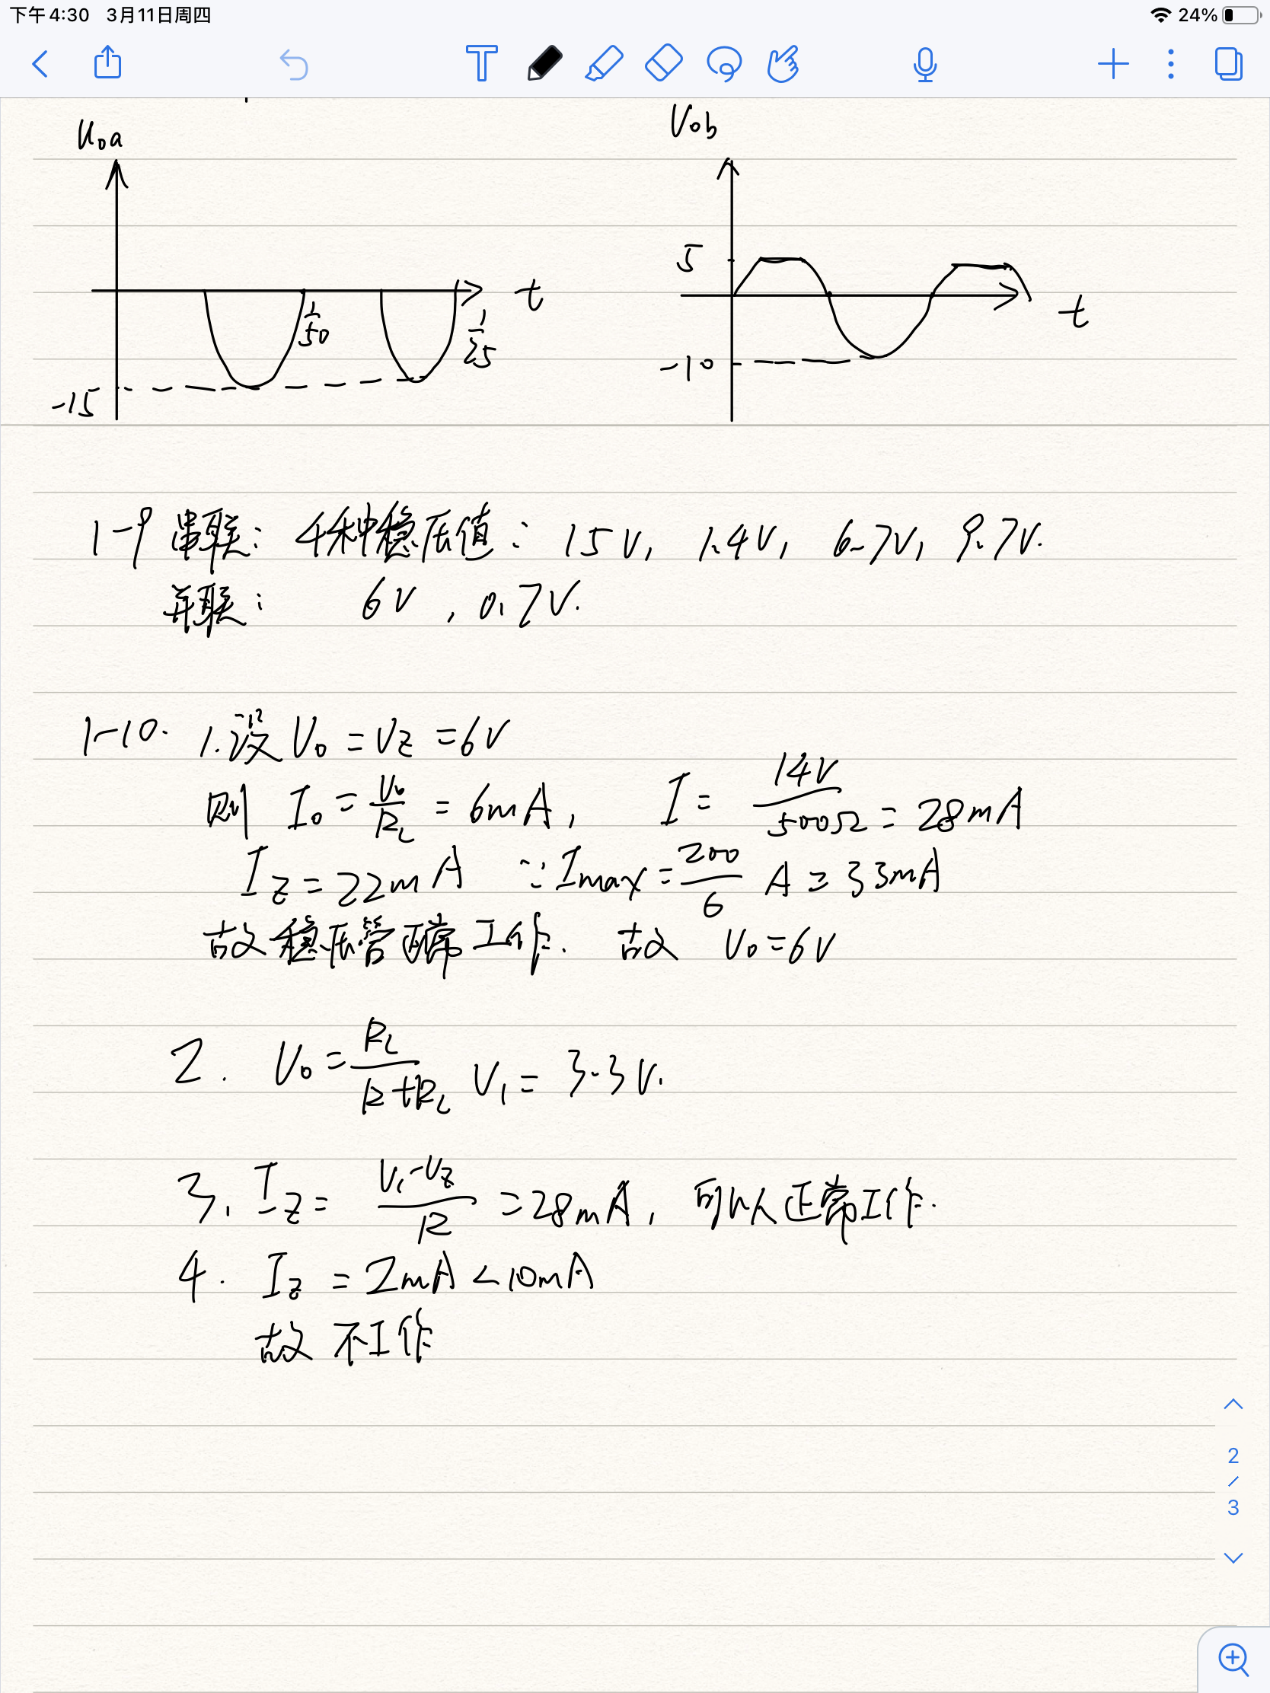 下午4:30 3月11日周四 24%
U₀a
t
1/50
1/25
-15
V₀b
5
-10
t
1-9 串联: 4种稳压值: 15V, 1.4V, 6.7V, 9.7V.
并联: 6V, 0.7V.
1-10. 1.设 V₀=Vz=6V
则 I₀=V₀/R_L=6mA, I=14V/500Ω=28mA
Iz=22mA ∵Imax=200/6 A=33mA
故稳压管正常工作. 故 V₀=6V
2. V₀=R_L/(R+R_L) V₁=3.3V.
3. Iz=(V₁-Vz)/R=28mA, 可以正常工作.
4. Iz=2mA<10mA
故不工作
2/3